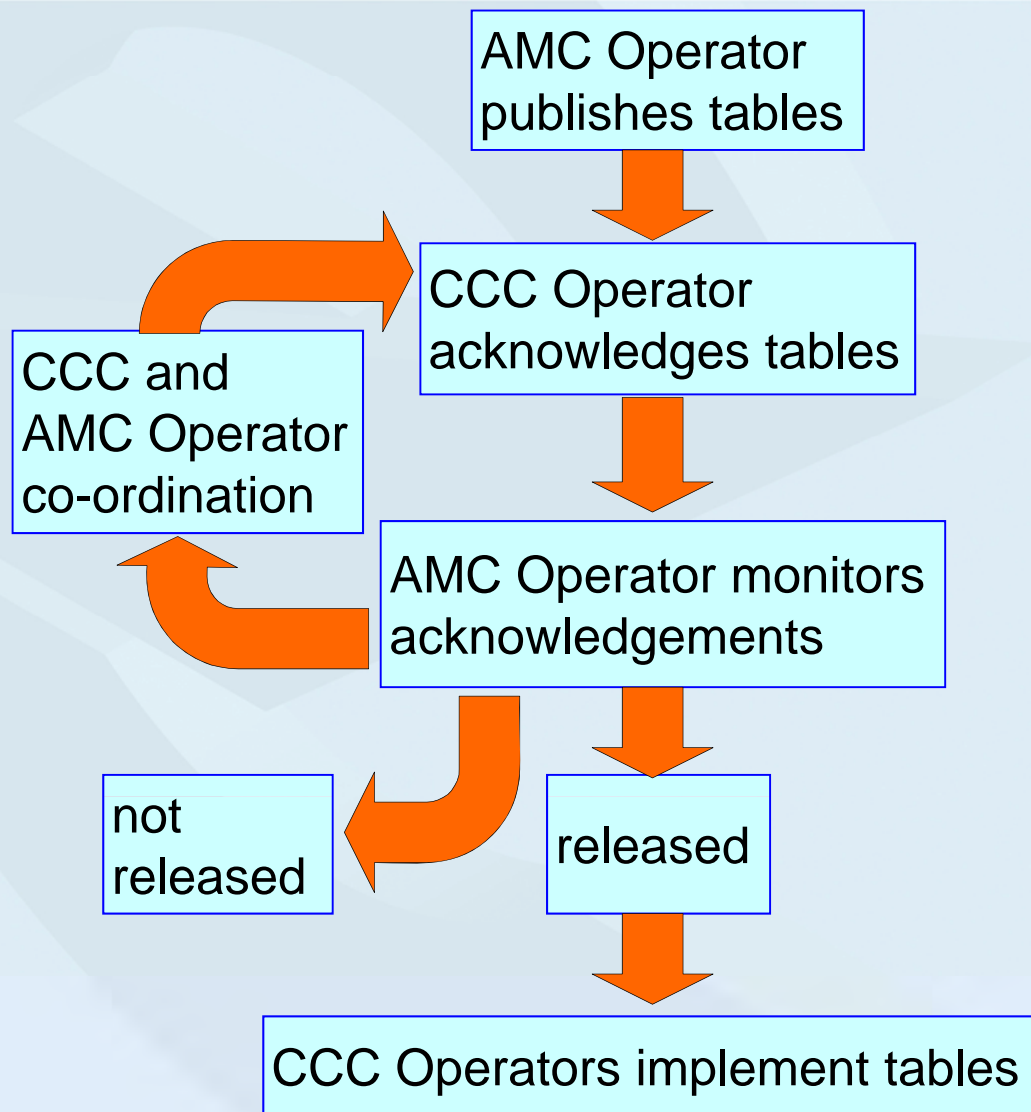 AMC Operator
publishes tables
CCC Operator
acknowledges tables
CCC and
AMC Operator
co-ordination
AMC Operator monitors
acknowledgements
not
released
released
CCC Operators implement tables